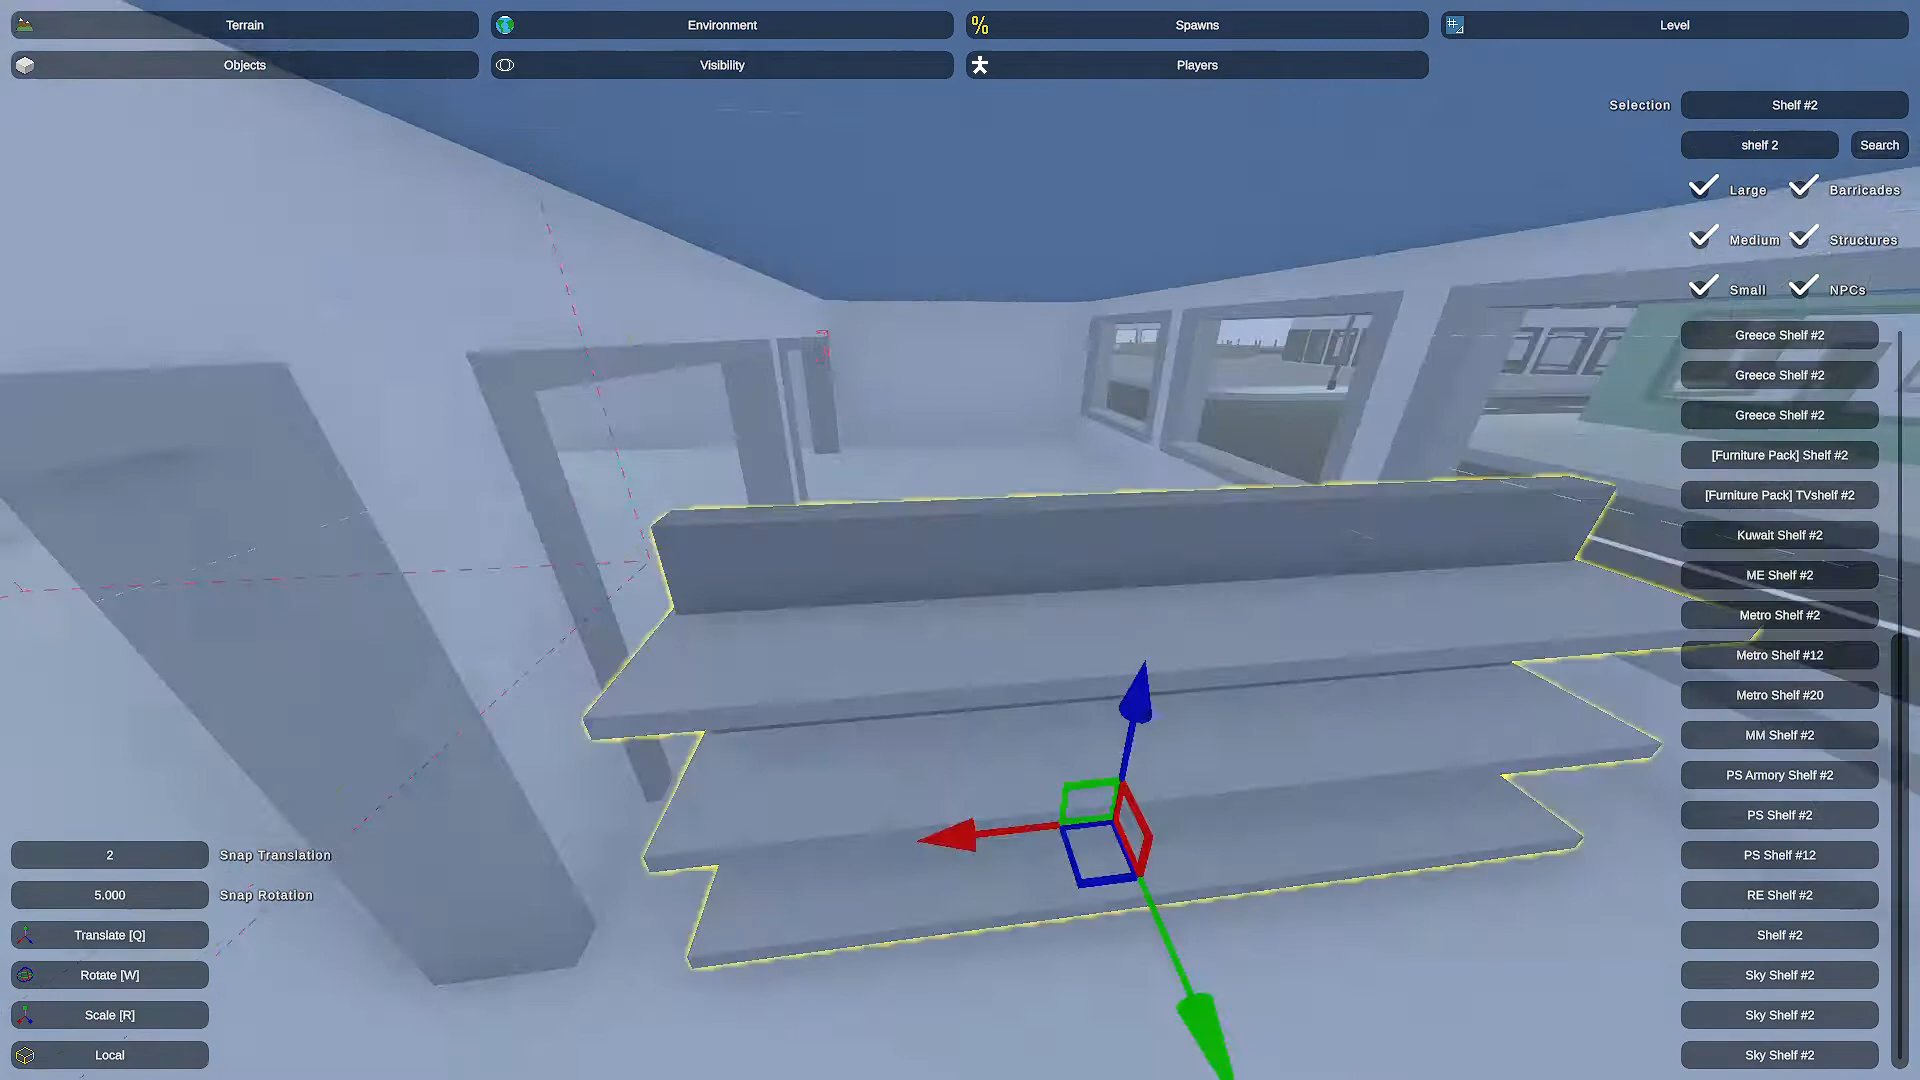 Terrain
Environment
Spawns
Level
Objects
Visibility
Players
Selection
Shelf #2
shelf 2
Search
Large
Barricades
Medium
Structures
Small
NPCs
Greece Shelf #2
Greece Shelf #2
Greece Shelf #2
[Furniture Pack] Shelf #2
[Furniture Pack] TVshelf #2
Kuwait Shelf #2
ME Shelf #2
Metro Shelf #2
Metro Shelf #12
Metro Shelf #20
MM Shelf #2
PS Armory Shelf #2
PS Shelf #2
PS Shelf #12
RE Shelf #2
Shelf #2
Sky Shelf #2
Sky Shelf #2
Sky Shelf #2
2
Snap Translation
5.000
Snap Rotation
Translate [Q]
Rotate [W]
Scale [R]
Local